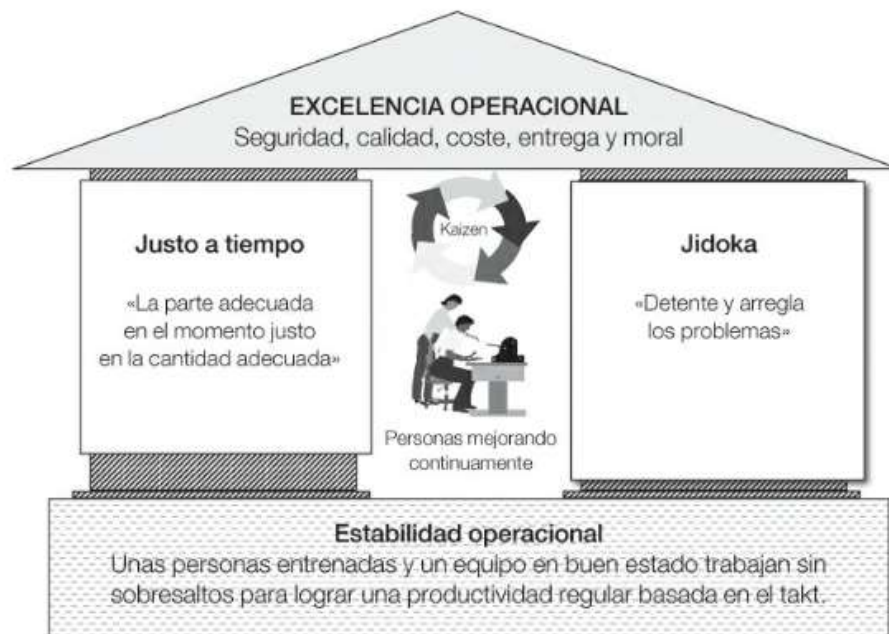 EXCELENCIA OPERACIONAL
Seguridad, calidad, coste, entrega y moral
Justo a tiempo
«La parte adecuada
en el momento justo
en la cantidad adecuada»
Kaizen
Personas mejorando
continuamente
Jidoka
«Detente y arregla
los problemas»
Estabilidad operacional
Unas personas entrenadas y un equipo en buen estado trabajan sin
sobresaltos para lograr una productividad regular basada en el takt.